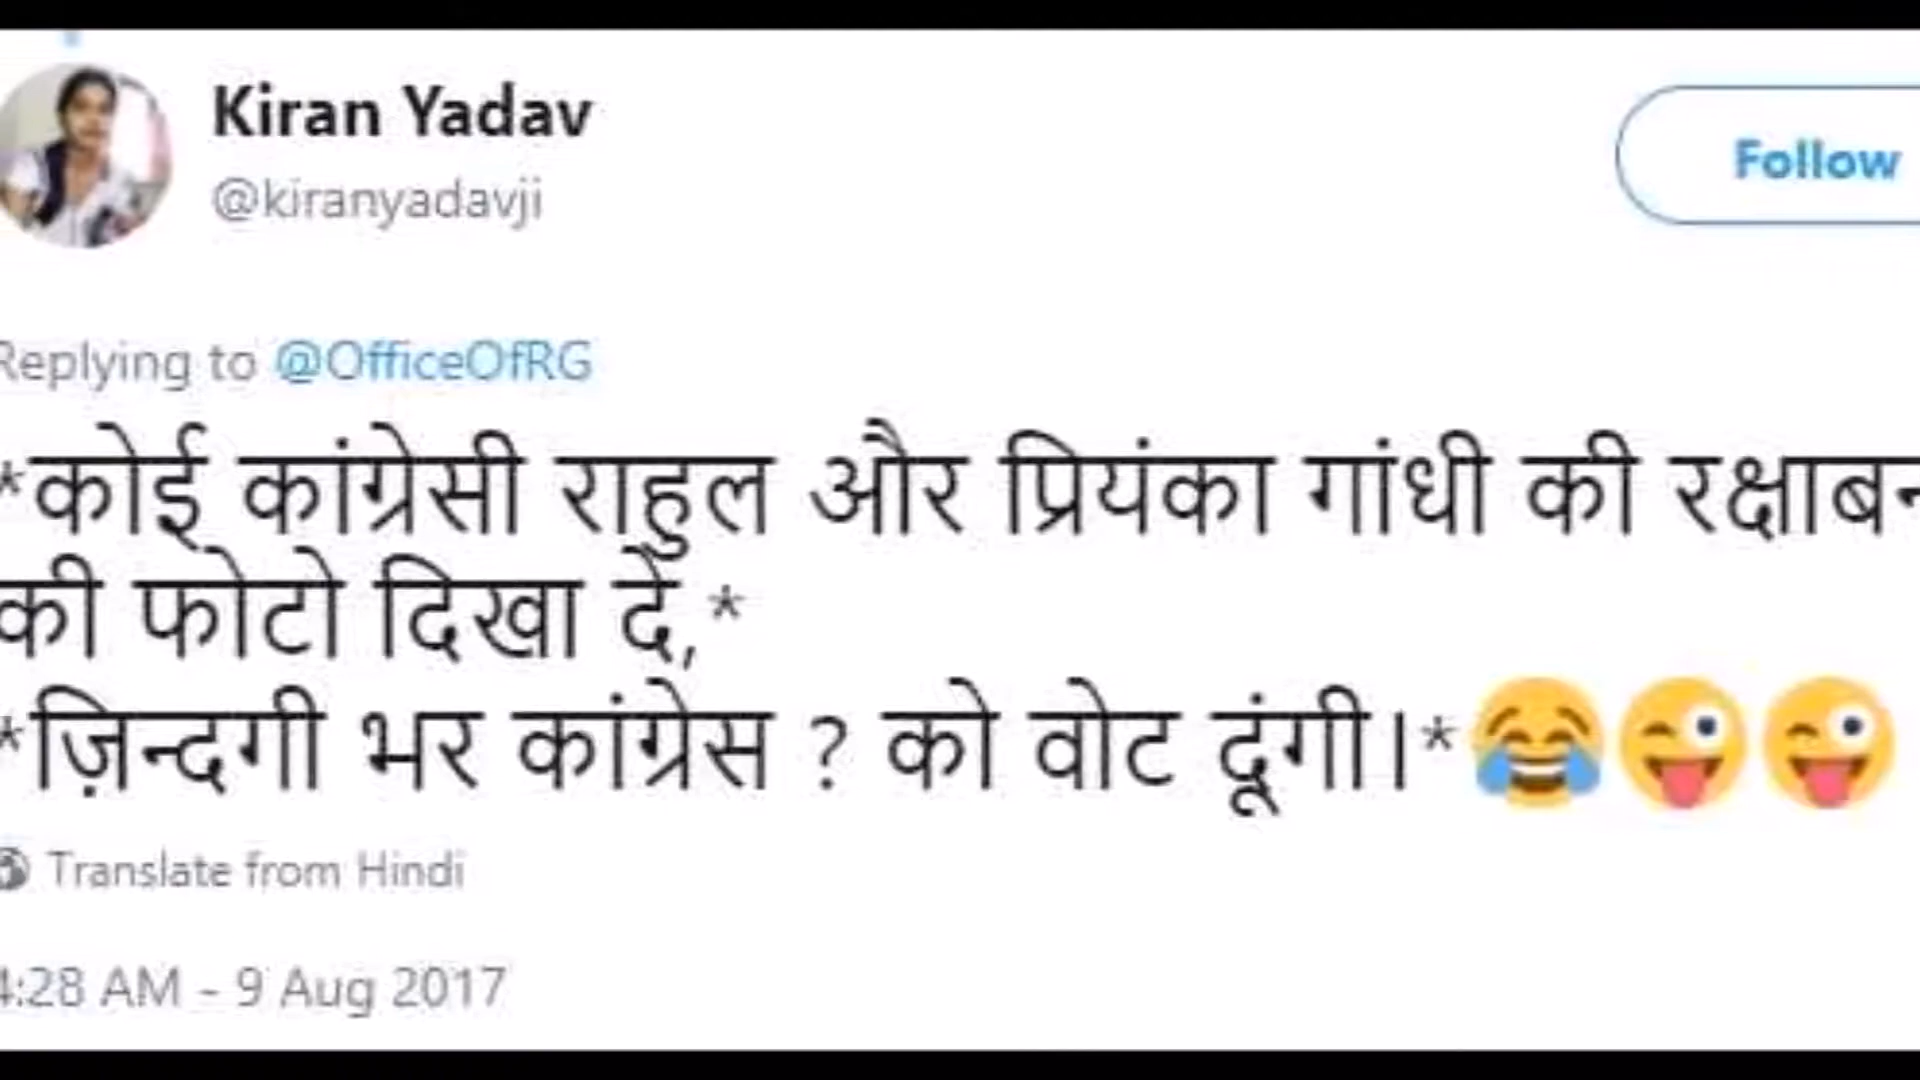 Kiran Yadav
@kiranyadavji
Follow
Replying to @OfficeOfRG
*कोई कांग्रेसी राहुल और प्रियंका गांधी की रक्षाबन
की फोटो दिखा दे,*
*ज़िन्दगी भर कांग्रेस ? को वोट दूंगी।*😂😜😜
Translate from Hindi
4:28 AM - 9 Aug 2017